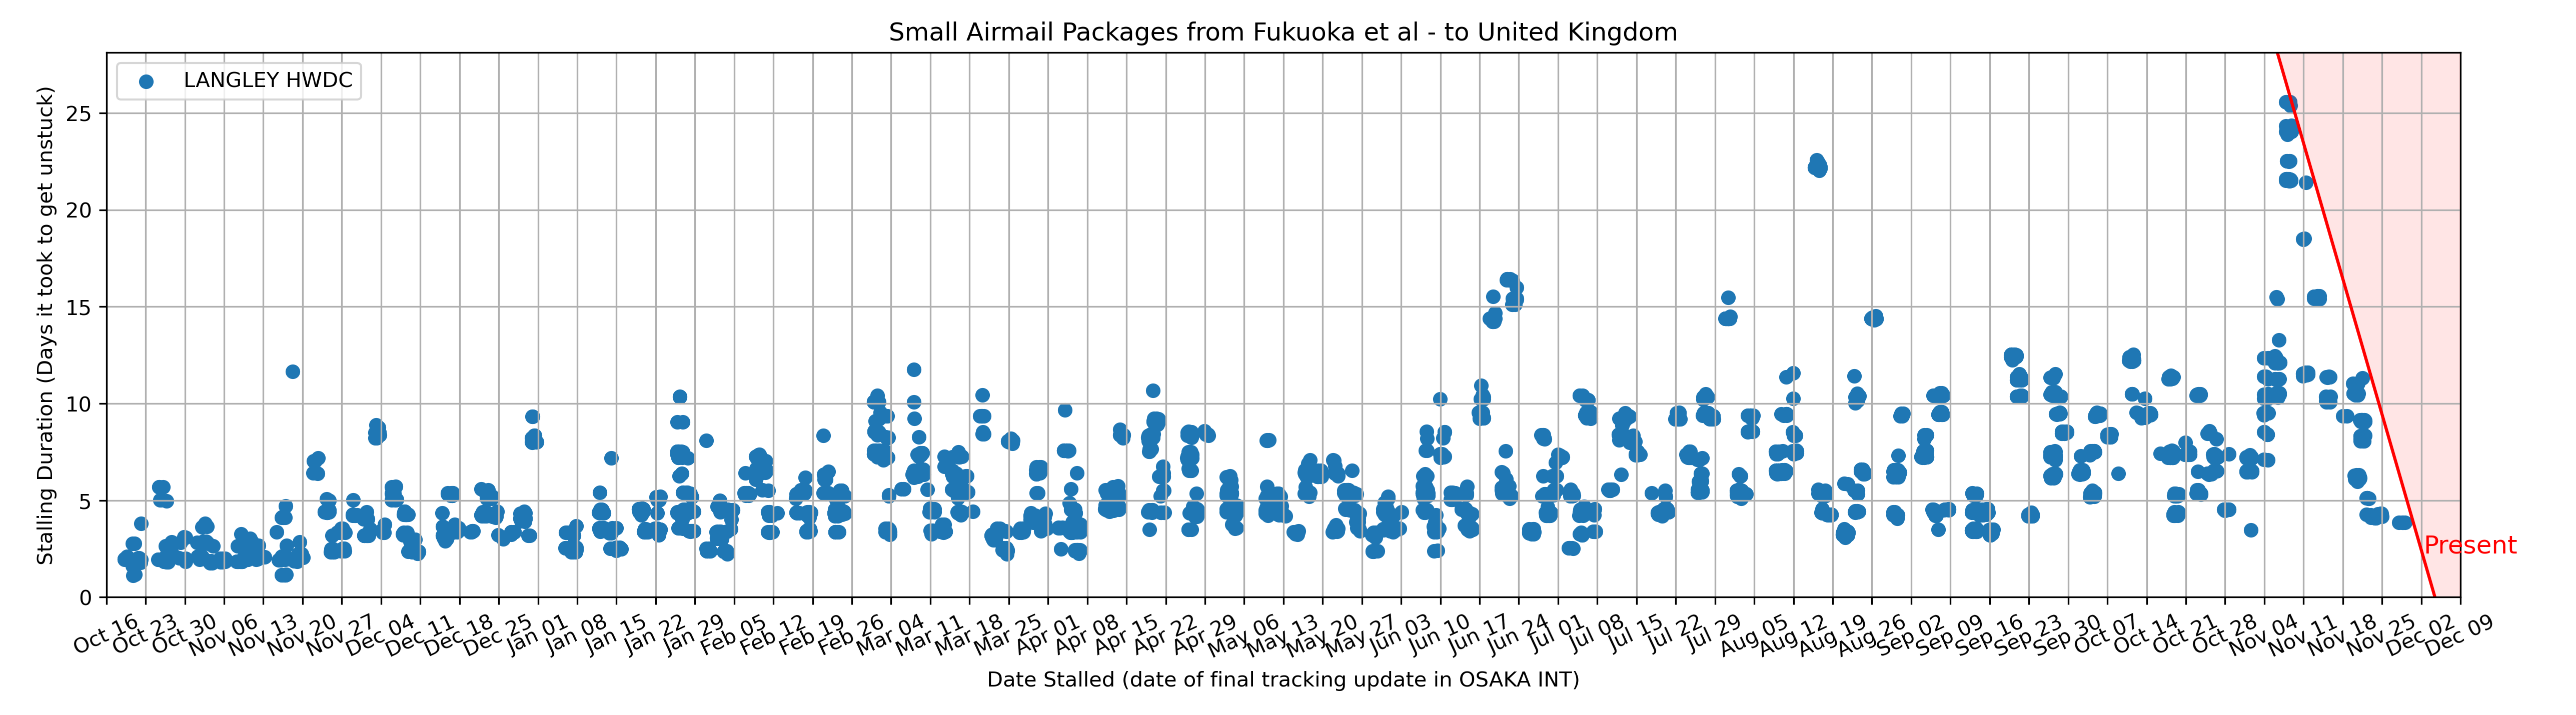 Small Airmail Packages from Fukuoka et al - to United Kingdom
LANGLEY HWDC
Stalling Duration (Days it took to get unstuck)
25
20
15
10
5
0
Present
Oct 16 Oct 23 Oct 30 Nov 06 Nov 13 Nov 20 Nov 27 Dec 04 Dec 11 Dec 18 Dec 25 Jan 01 Jan 08 Jan 15 Jan 22 Jan 29 Feb 05 Feb 12 Feb 19 Feb 26 Mar 04 Mar 11 Mar 18 Mar 25 Apr 01 Apr 08 Apr 15 Apr 22 Apr 29 May 06 May 13 May 20 May 27 Jun 03 Jun 10 Jun 17 Jun 24 Jul 01 Jul 08 Jul 15 Jul 22 Jul 29 Aug 05 Aug 12 Aug 19 Aug 26 Sep 02 Sep 09 Sep 16 Sep 23 Sep 30 Oct 07 Oct 14 Oct 21 Oct 28 Nov 04 Nov 11 Nov 18 Nov 25 Dec 02 Dec 09
Date Stalled (date of final tracking update in OSAKA INT)